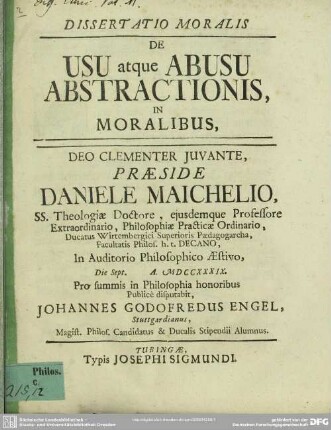 DISSERTATIO MORALIS
DE
USU atque ABUSU
ABSTRACTIONIS,
IN
MORALIBUS,
DEO CLEMENTER JUVANTE,
PRÆSIDE
DANIELE MAICHELIO,
SS. Theologiæ Doctore, ejusdemque Professore
Extraordinario, Philosophiæ Practicæ Ordinario,
Ducatus Wirtembergici Superioris Pædagogarcha,
Facultatis Philos. h. t. DECANO,
In Auditorio Philosophico Æstivo,
Die Sept. A. MDCCXXXIX.
Pro summis in Philosophia honoribus
Publicè disputabit,
JOHANNES GODOFREDUS ENGEL,
Stuttgardianus,
Magist. Philos. Candidatus & Ducalis Stipendii Alumnus.
TUBINGÆ,
Typis JOSEPHI SIGMUNDI.
Philos.
C.
215,12